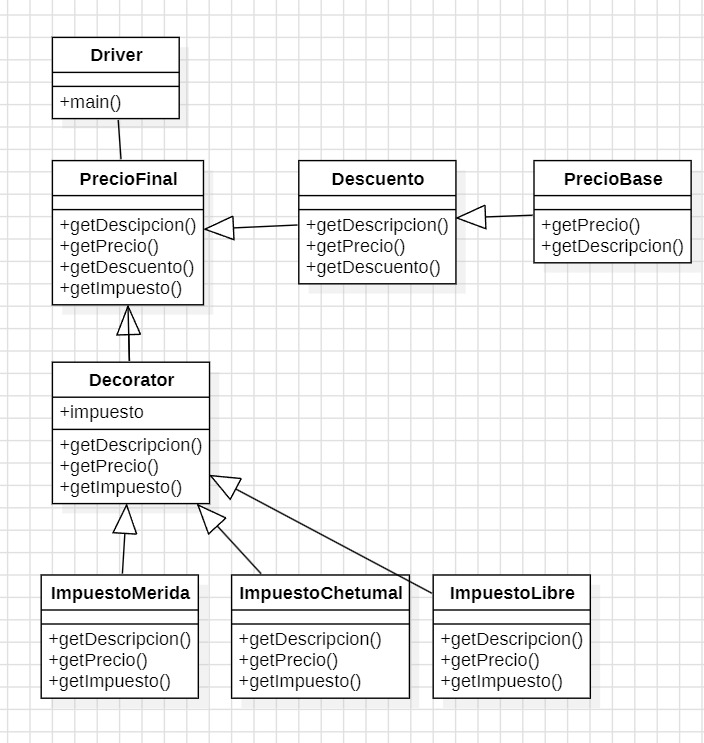 Driver
+main()
PrecioFinal
+getDescipcion()
+getPrecio()
+getDescuento()
+getImpuesto()
Descuento
+getDescripcion()
+getPrecio()
+getDescuento()
PrecioBase
+getPrecio()
+getDescripcion()
Decorator
+impuesto
+getDescripcion()
+getPrecio()
+getImpuesto()
ImpuestoMerida
+getDescripcion()
+getPrecio()
+getImpuesto()
ImpuestoChetumal
+getDescripcion()
+getPrecio()
+getImpuesto()
ImpuestoLibre
+getDescripcion()
+getPrecio()
+getImpuesto()